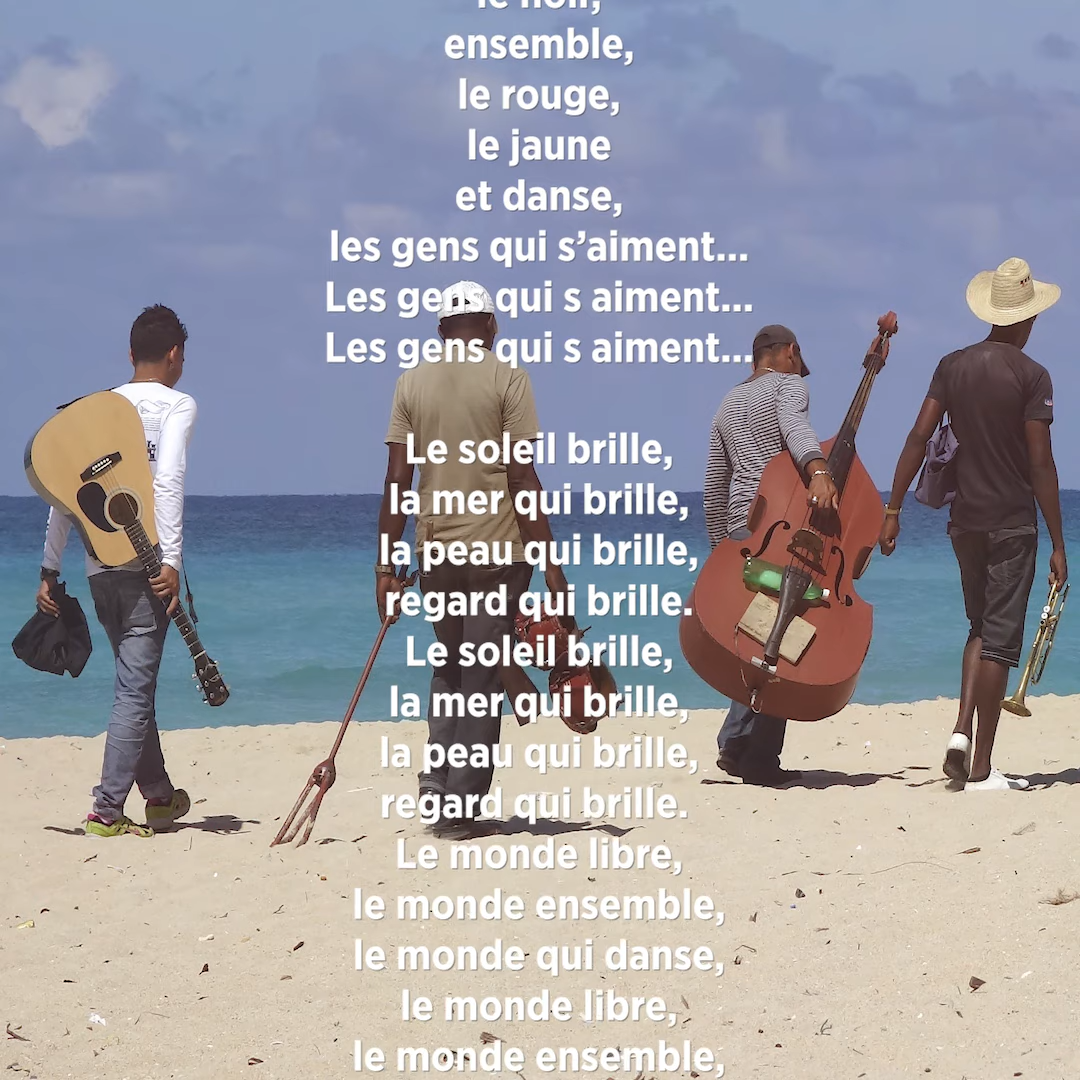 ensemble,
le rouge,
le jaune
et danse,
les gens qui s’aiment...
Les gens qui s aiment...
Les gens qui s aiment...
Le soleil brille,
la mer qui brille,
la peau qui brille,
regard qui brille.
Le soleil brille,
la mer qui brille,
la peau qui brille,
regard qui brille.
Le monde libre,
le monde ensemble,
le monde qui danse,
le monde libre,
le monde ensemble,